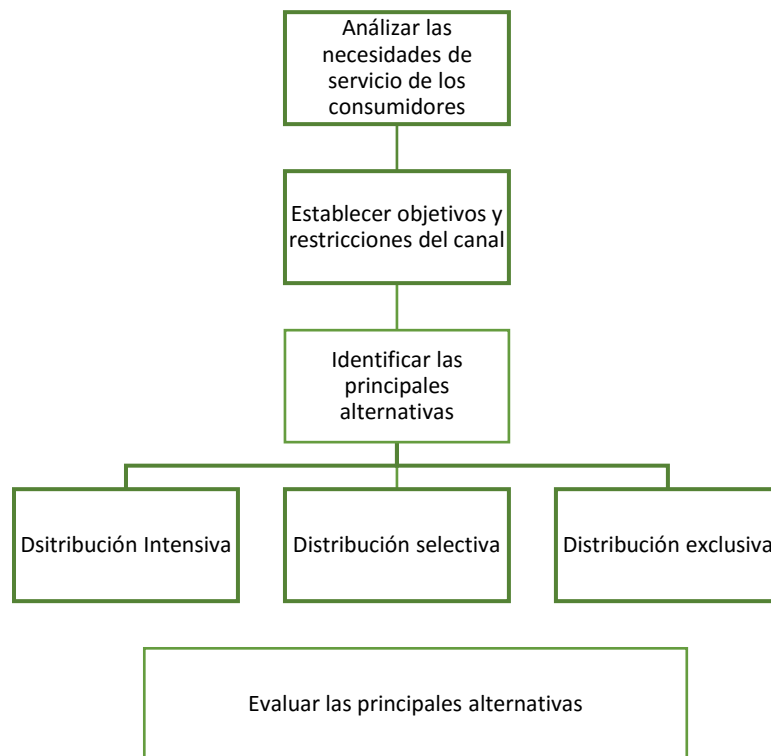 Análizar las
necesidades de
servicio de los
consumidores
Establecer objetivos y
restricciones del canal
Identificar las
principales
alternativas
Dsitribución Intensiva
Distribución selectiva
Distribución exclusiva
Evaluar las principales alternativas